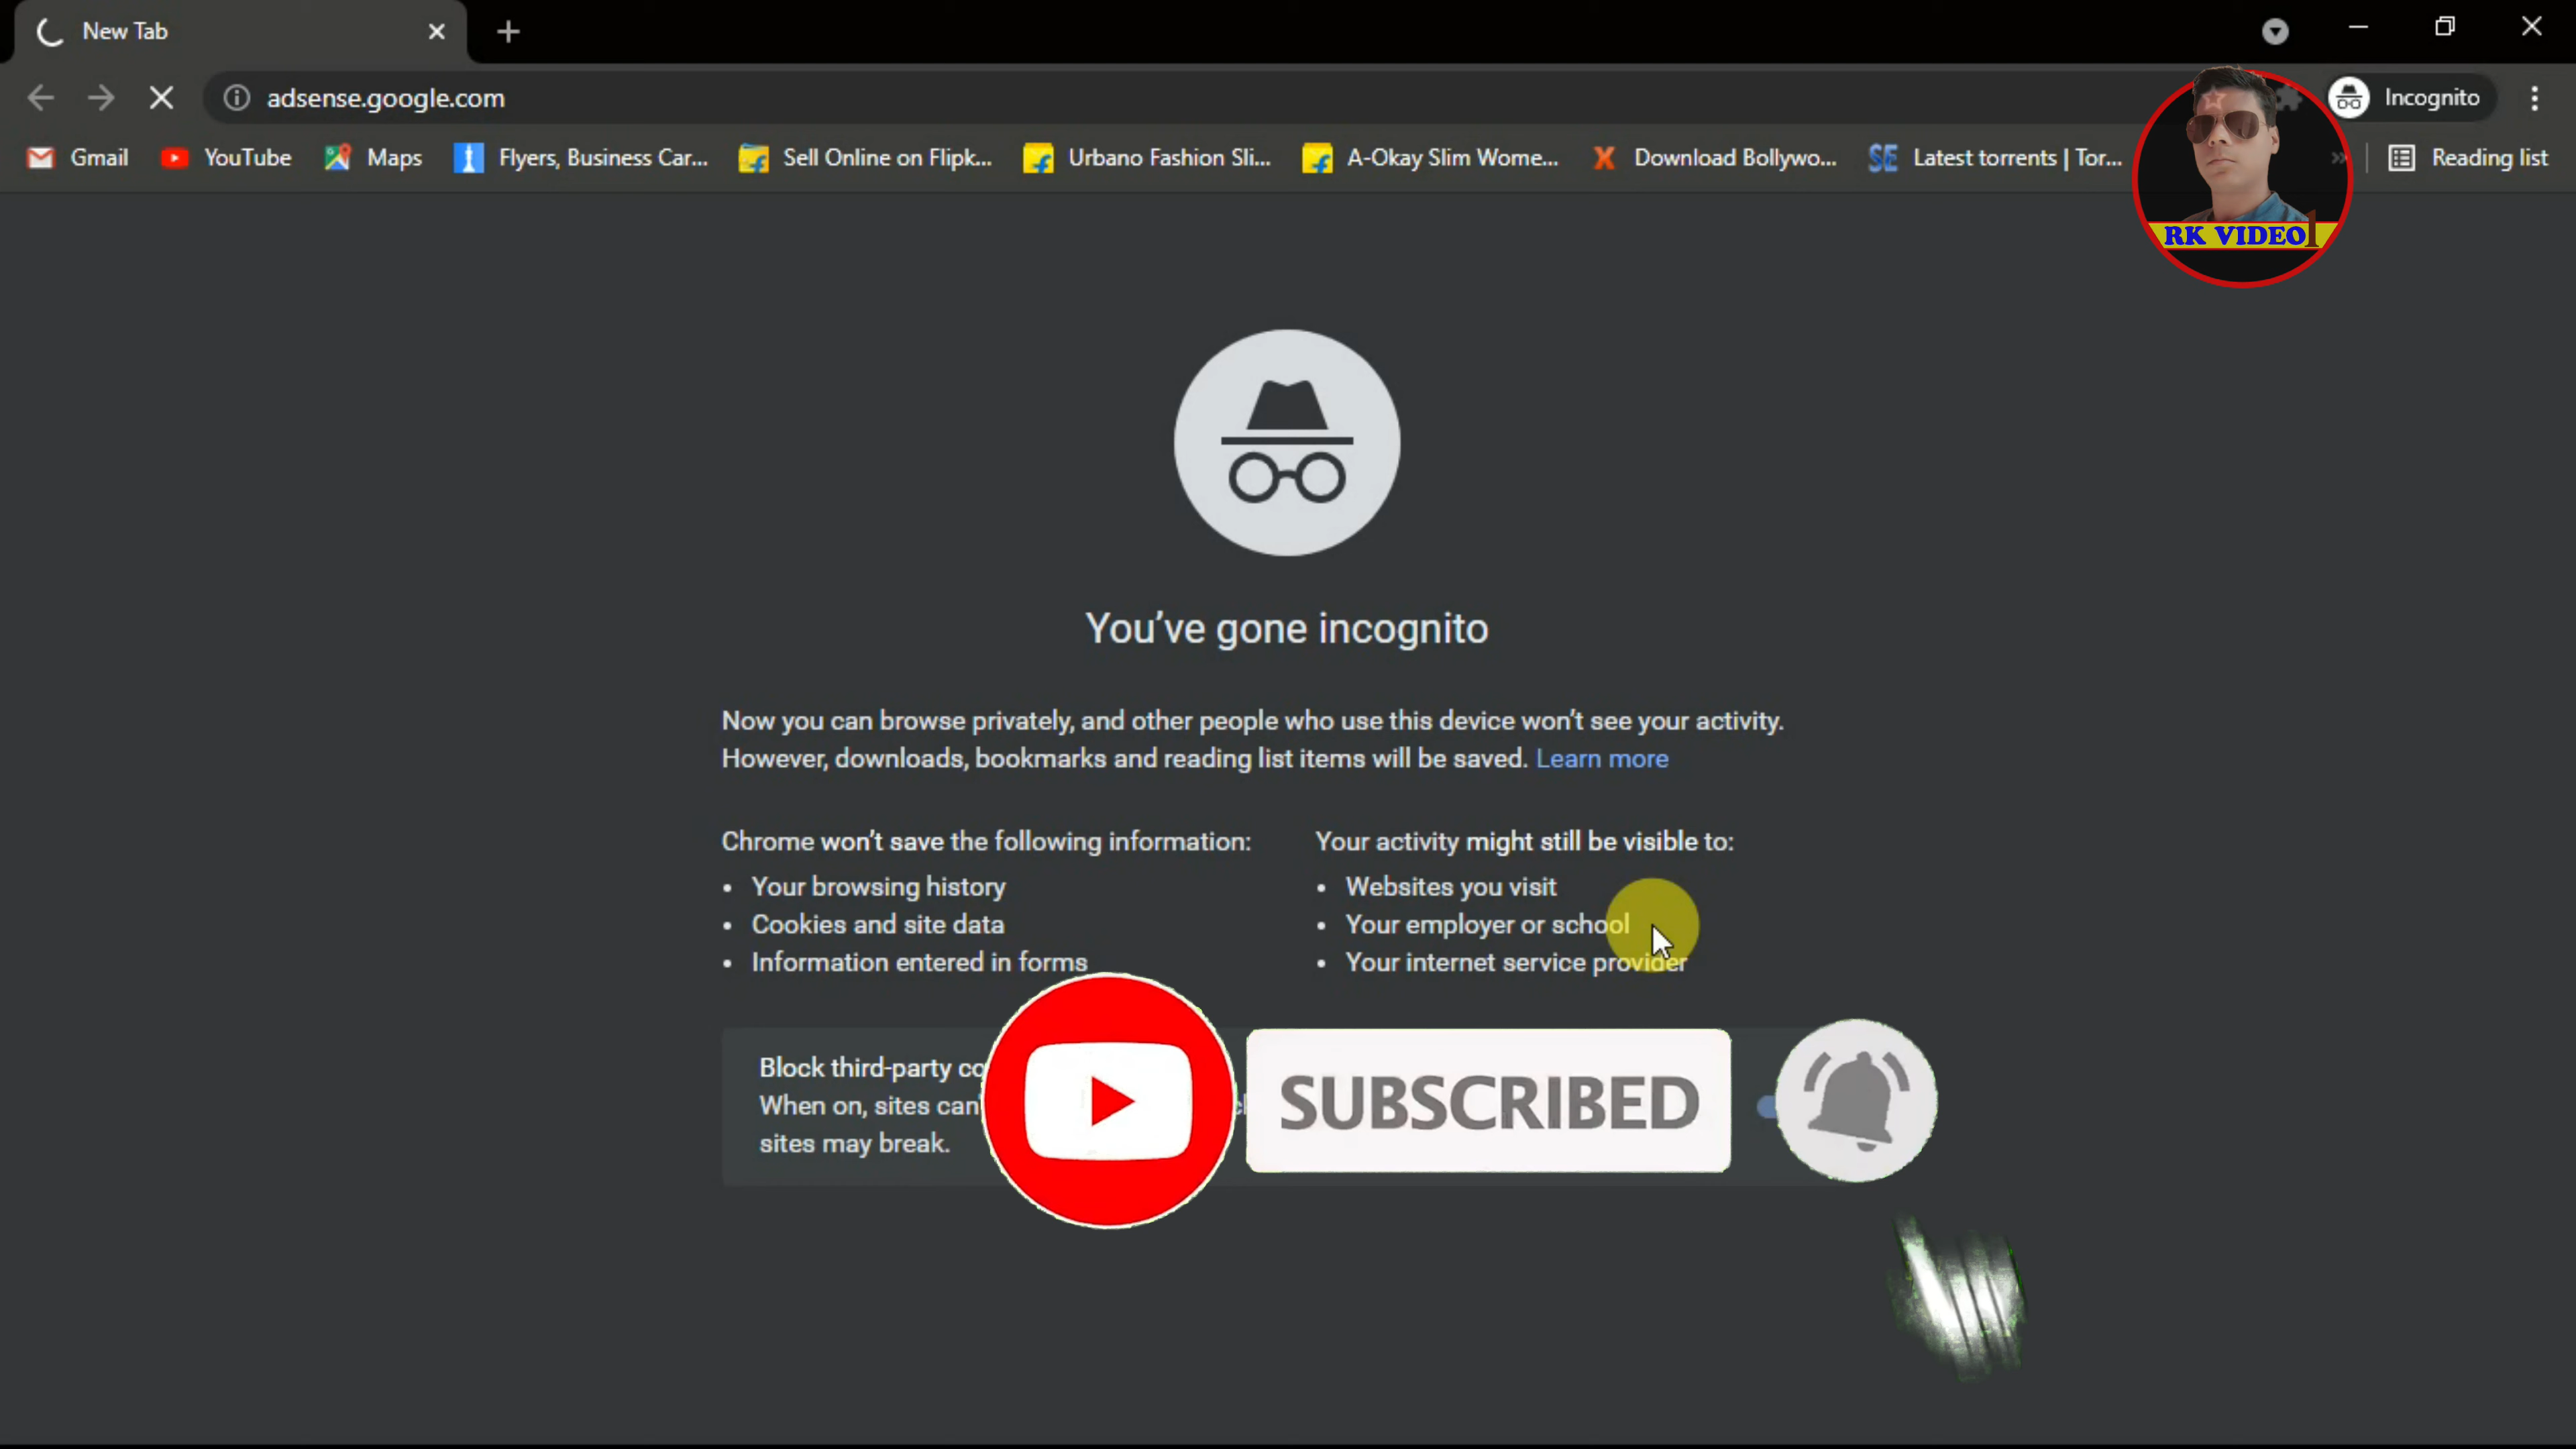 New Tab
adsense.google.com
Incognito
Gmail
YouTube
Maps
Flyers, Business Car...
Sell Online on Flipk...
Urbano Fashion Sli...
A-Okay Slim Wome...
Download Bollywo...
Latest torrents | Tor...
»
Reading list
RK VIDEO1
You've gone incognito
Now you can browse privately, and other people who use this device won't see your activity.
However, downloads, bookmarks and reading list items will be saved. Learn more
Chrome won't save the following information:
• Your browsing history
• Cookies and site data
• Information entered in forms
Your activity might still be visible to:
• Websites you visit
• Your employer or school
• Your internet service provider
Block third-party
When on, sites
sites may break.
SUBSCRIBED